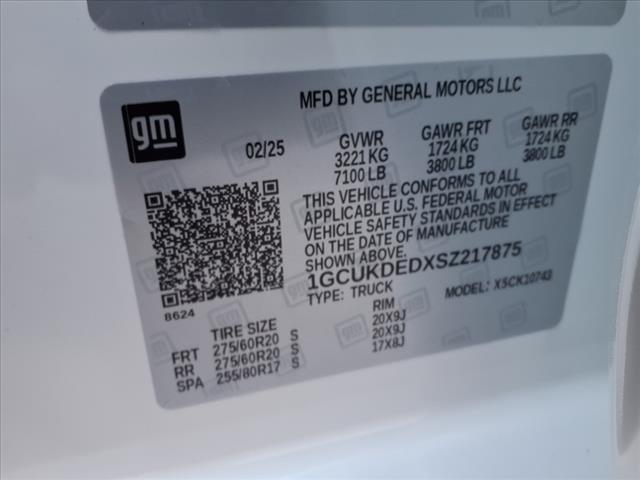 MFD BY GENERAL MOTORS LLC
gm
02/25 GVWR GAWR FRT GAWR RR
3221 KG 1724 KG 1724 KG
7100 LB 3800 LB 3800 LB
THIS VEHICLE CONFORMS TO ALL
APPLICABLE U.S. FEDERAL MOTOR
VEHICLE SAFETY STANDARDS IN EFFECT
ON THE DATE OF MANUFACTURE
SHOWN ABOVE.
1GCUKDEDXSZ217875
TYPE: TRUCK MODEL: X5CK10743
8624
TIRE SIZE RIM
FRT 275/60R20 S 20X9J
RR 275/60R20 S 20X9J
SPA 255/80R17 S 17X8J